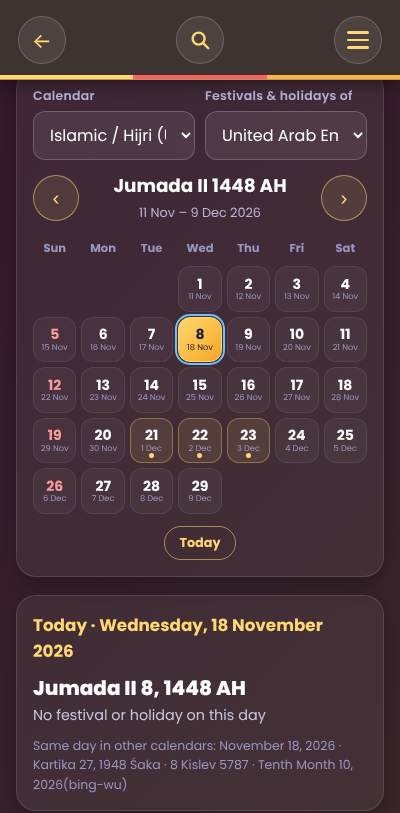 Calendar Festivals & holidays of
Islamic / Hijri (U United Arab En
‹ Jumada II 1448 AH ›
11 Nov – 9 Dec 2026
Sun Mon Tue Wed Thu Fri Sat
1 2 3 4
11 Nov 12 Nov 13 Nov 14 Nov
5 6 7 8 9 10 11
15 Nov 16 Nov 17 Nov 18 Nov 19 Nov 20 Nov 21 Nov
12 13 14 15 16 17 18
22 Nov 23 Nov 24 Nov 25 Nov 26 Nov 27 Nov 28 Nov
19 20 21 22 23 24 25
29 Nov 30 Nov 1 Dec 2 Dec 3 Dec 4 Dec 5 Dec
26 27 28 29
6 Dec 7 Dec 8 Dec 9 Dec
Today
Today · Wednesday, 18 November
2026
Jumada II 8, 1448 AH
No festival or holiday on this day
Same day in other calendars: November 18, 2026 ·
Kartika 27, 1948 Śaka · 8 Kislev 5787 · Tenth Month 10,
2026(bing-wu)